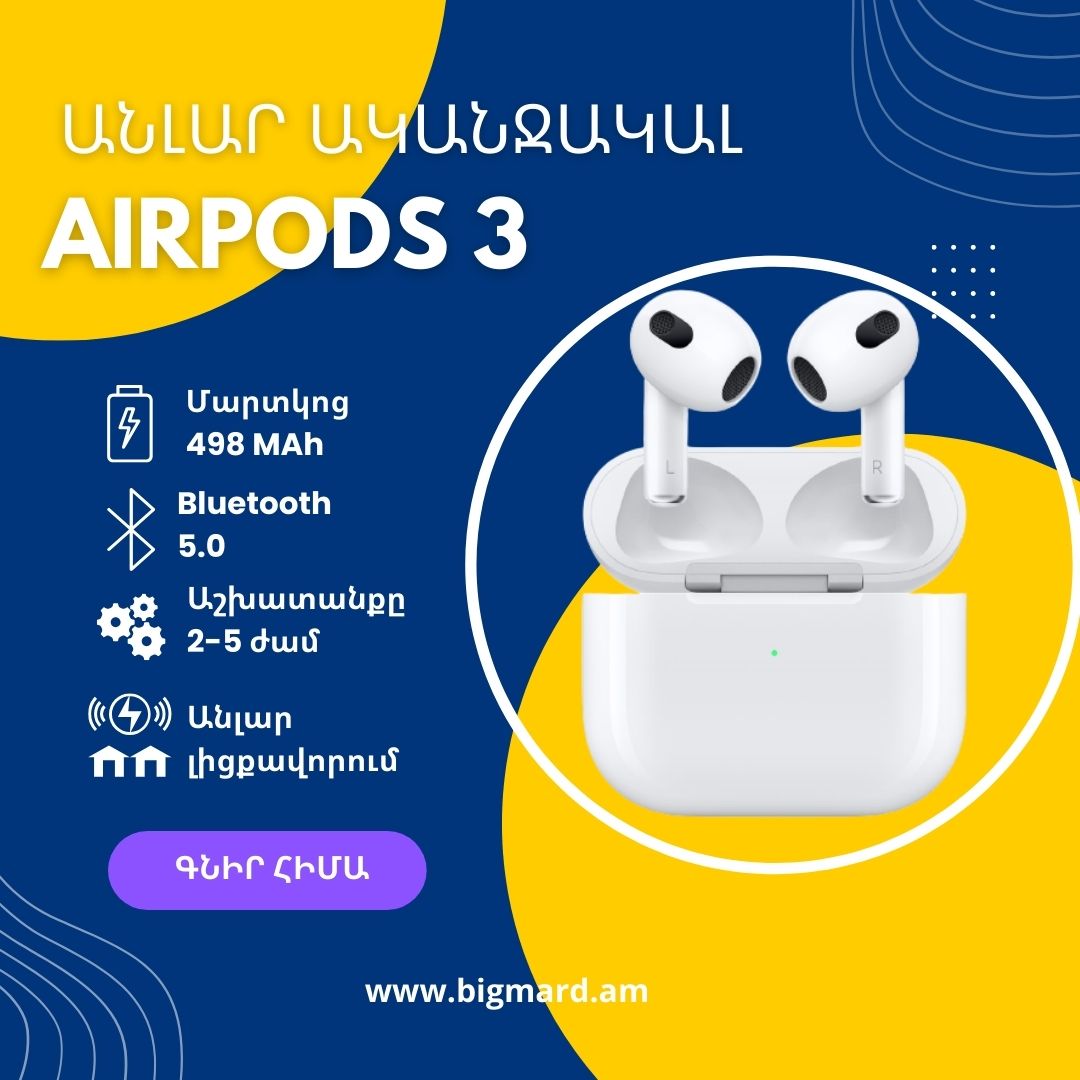 ԱՆԼԱՐ ԱԿԱՆՋԱԿԱԼ
AIRPODS 3
Մարտկոց
498 MAh
Bluetooth
5.0
Աշխատանքը
2-5 ժամ
Անլար
լիցքավորում
ԳՆԻՐ ՀԻՄԱ
L
R
www.bigmard.am